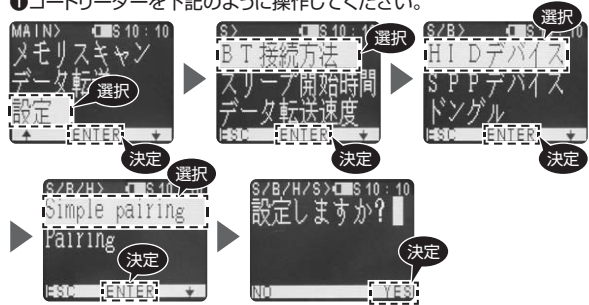 ❶コードリーダーを下記のように操作してください。
MAIN> S10:10
メモリスキャン
データ転送
設定
選択
↑ ENTER ↓
決定
S> S10:10
BT接続方法
選択
スリープ開始時間
データ転送速度
ESC ENTER ↓
決定
選択
S/B> S10:10
HIDデバイス
SPPデバイス
ドングル
ESC ENTER ↓
決定
選択
S/B/H> S10:10
Simple pairing
Pairing
決定
ESC ENTER ↓
S/B/H/S> S10:10
設定しますか?
決定
NO YES